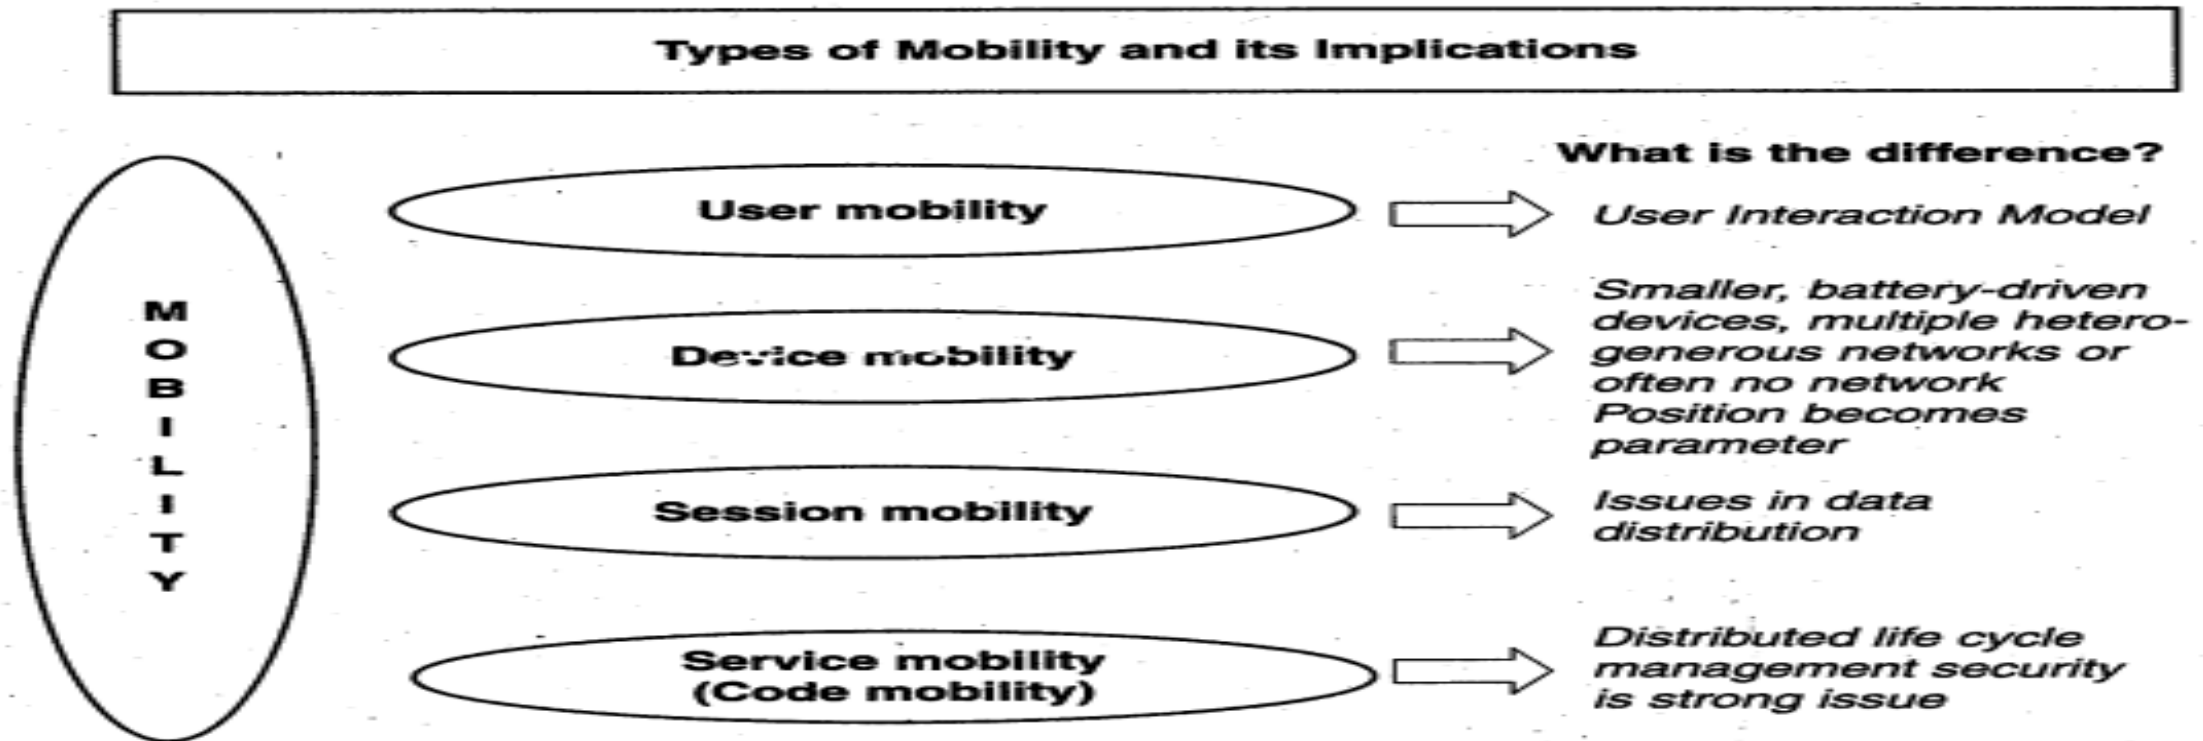 Types of Mobility and its Implications
What is the difference?
MOBILITY
User mobility
User Interaction Model
Device mobility
Smaller, battery-driven
devices, multiple hetero-
generous networks or
often no network
Position becomes
parameter
Session mobility
Issues in data
distribution
Service mobility
(Code mobility)
Distributed life cycle
management security
is strong issue